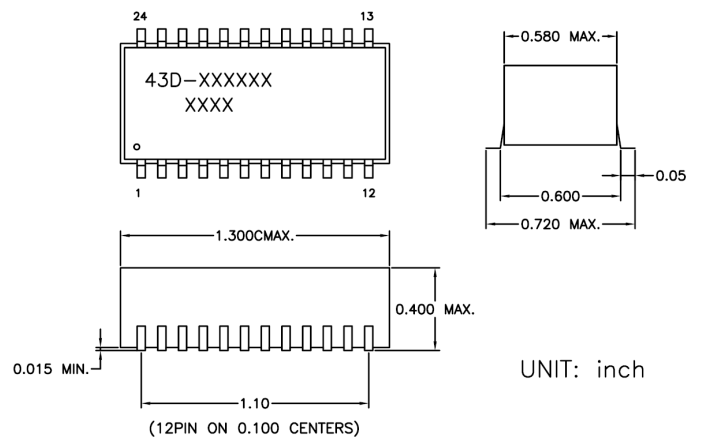 24
13
43D-XXXXXX
XXXX
1
12
0.580 MAX.
0.05
0.600
0.720 MAX.
1.300CMAX.
0.400 MAX.
0.015 MIN.
1.10
(12PIN ON 0.100 CENTERS)
UNIT: inch